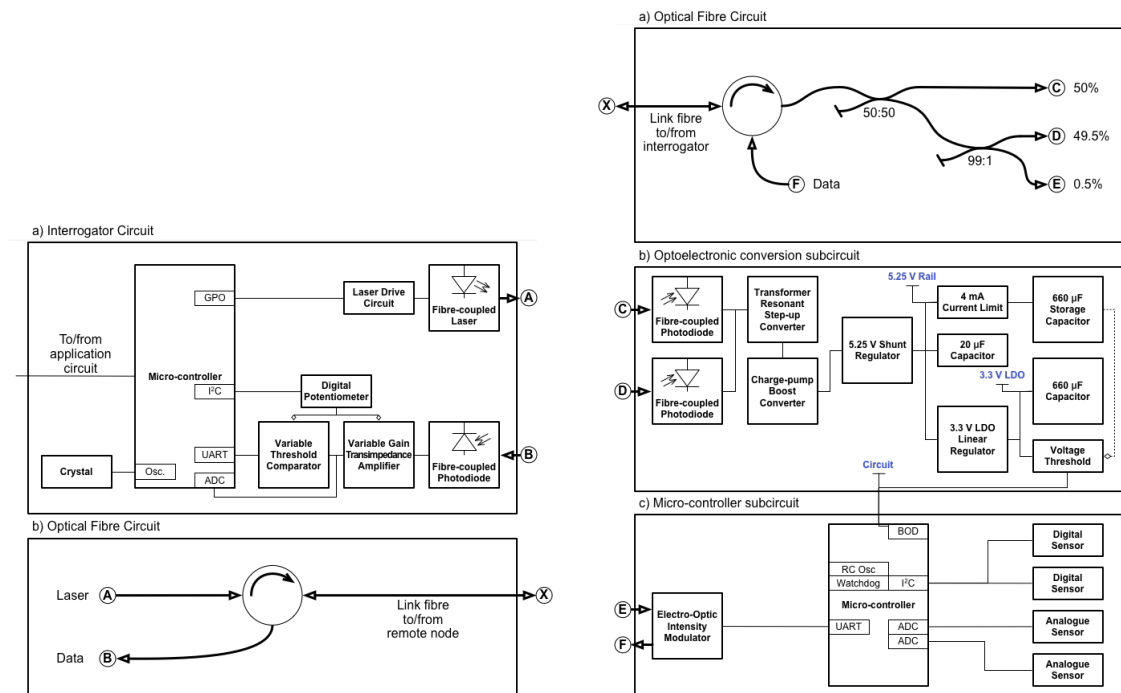 a) Interrogator Circuit
GPO
Laser Drive
Circuit
Fibre-coupled
Laser
A
To/from
application
circuit
Micro-controller
I²C
Digital
Potentiometer
UART
Variable
Threshold
Comparator
Variable Gain
Transimpedance
Amplifier
Fibre-coupled
Photodiode
B
Crystal
Osc.
ADC
b) Optical Fibre Circuit
Laser
A
Link fibre
to/from
remote node
X
Data
B
a) Optical Fibre Circuit
X
Link fibre
to/from
interrogator
50:50
C 50%
D 49.5%
99:1
E 0.5%
F Data
b) Optoelectronic conversion subcircuit
C
Fibre-coupled
Photodiode
D
Fibre-coupled
Photodiode
Transformer
Resonant
Step-up
Converter
Charge-pump
Boost
Converter
5.25 V Shunt
Regulator
5.25 V Rail
4 mA
Current Limit
660 µF
Storage
Capacitor
20 µF
Capacitor
3.3 V LDO
660 µF
Capacitor
3.3 V LDO
Linear
Regulator
Voltage
Threshold
Circuit
c) Micro-controller subcircuit
E
F
Electro-Optic
Intensity
Modulator
BOD
RC Osc
Watchdog
I²C
Micro-controller
UART
ADC
ADC
Digital
Sensor
Digital
Sensor
Analogue
Sensor
Analogue
Sensor